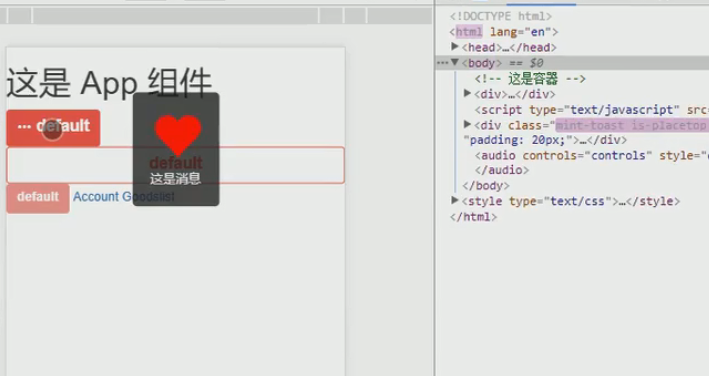 这是 App 组件
default
default
这是消息
default Account Goodslist
<!DOCTYPE html>
<html lang="en">
<head>…</head>
<body> == $0
<!-- 这是容器 -->
<div>…</div>
<script type="text/javascript" src=
<div class="mint-toast is-placetop
"padding: 20px;">…</div>
<audio controls="controls" style="
</audio>
</body>
<style type="text/css">…</style>
</html>